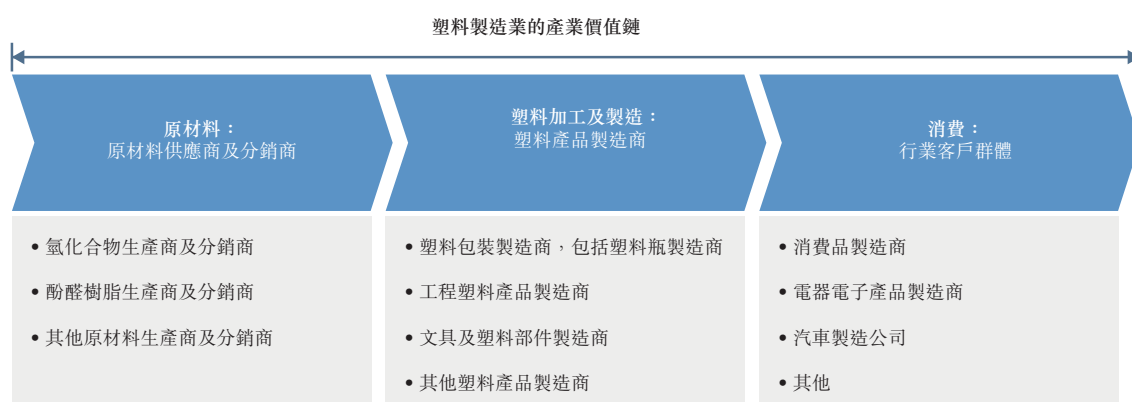 塑料製造業的產業價值鏈
原材料：
原材料供應商及分銷商
塑料加工及製造：
塑料產品製造商
消費：
行業客戶群體
• 氫化合物生產商及分銷商
• 酚醛樹脂生產商及分銷商
• 其他原材料生產商及分銷商
• 塑料包裝製造商，包括塑料瓶製造商
• 工程塑料產品製造商
• 文具及塑料部件製造商
• 其他塑料產品製造商
• 消費品製造商
• 電器電子產品製造商
• 汽車製造公司
• 其他